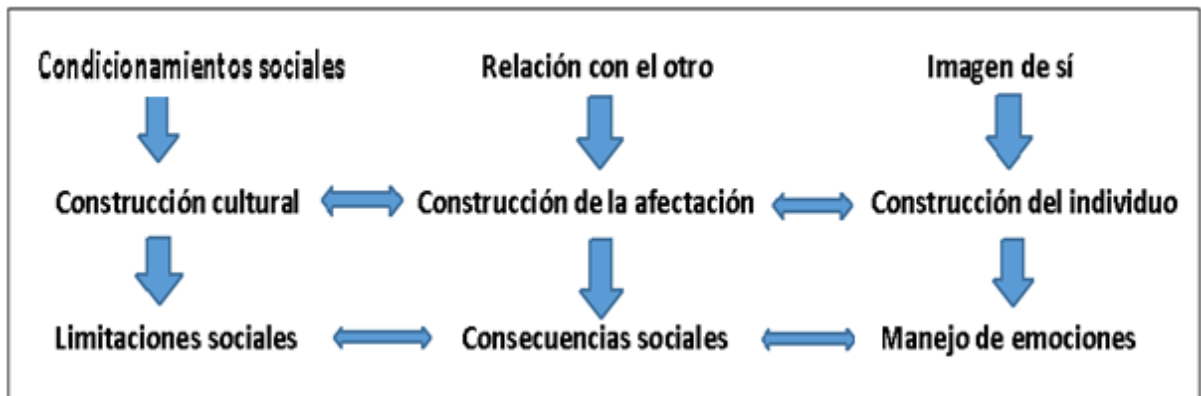 Condicionamientos sociales
Relación con el otro
Imagen de sí
Construcción cultural
Construcción de la afectación
Construcción del individuo
Limitaciones sociales
Consecuencias sociales
Manejo de emociones